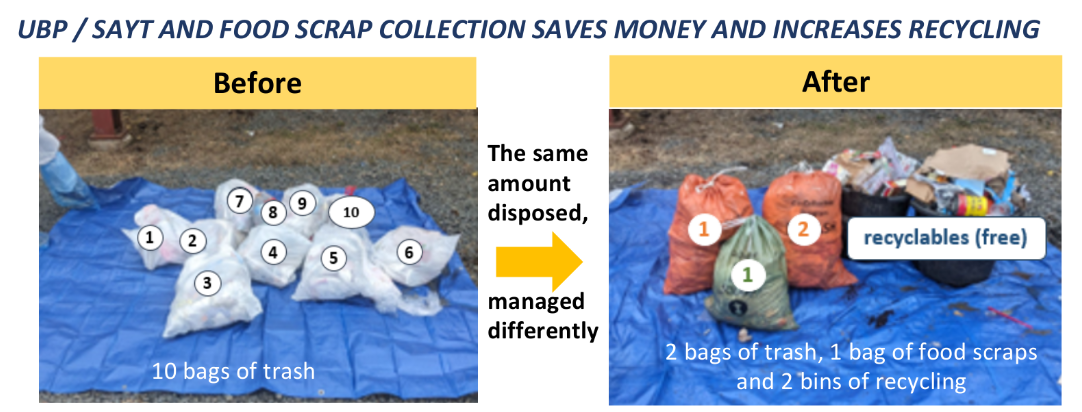 UBP / SAYT AND FOOD SCRAP COLLECTION SAVES MONEY AND INCREASES RECYCLING
Before
After
7
8
9
10
1
2
3
4
5
6
10 bags of trash
The same
amount
disposed,
managed
differently
1
2
1
recyclables (free)
2 bags of trash, 1 bag of food scraps
and 2 bins of recycling